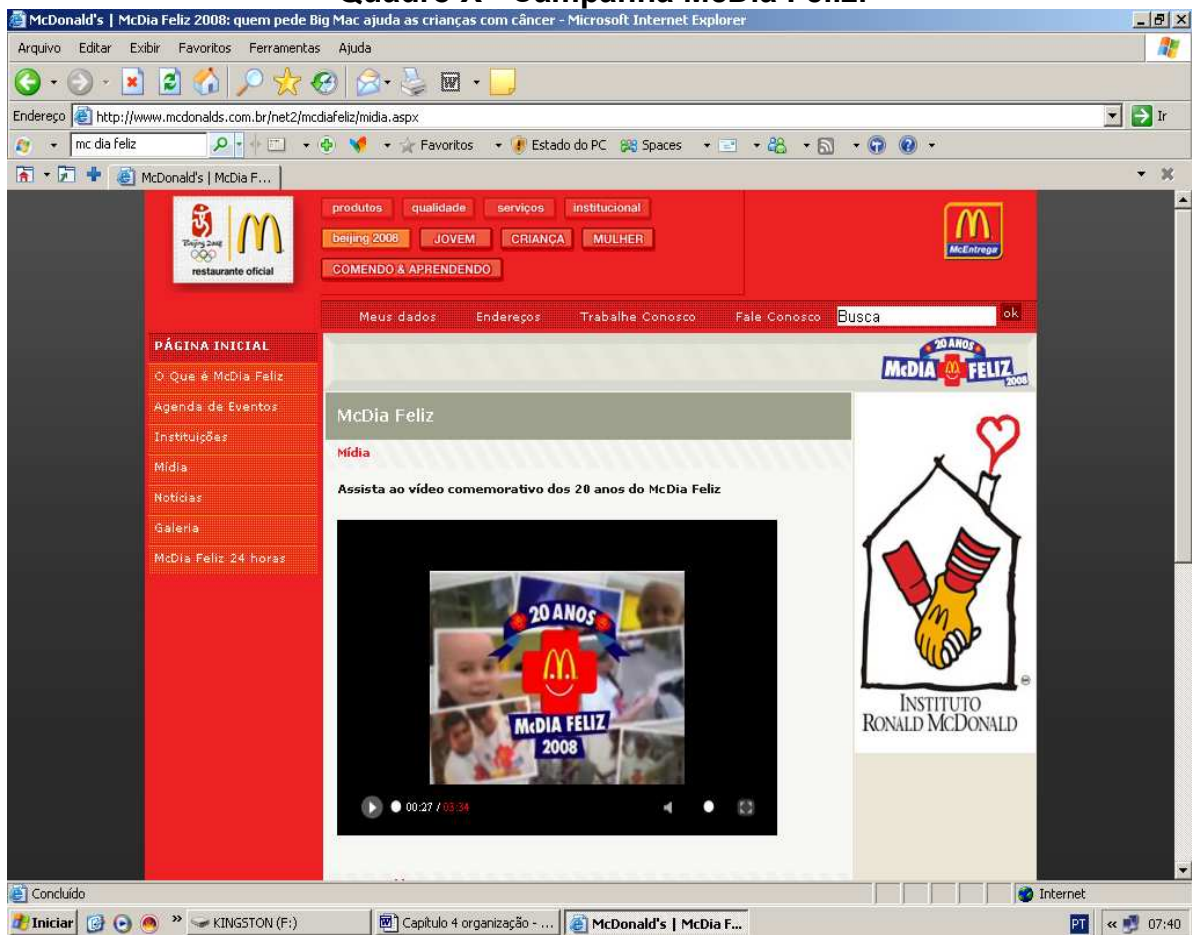 Quadro X - Campanha McDia Feliz.
McDonald's | McDia Feliz 2008: quem pede Big Mac ajuda as crianças com câncer - Microsoft Internet Explorer
Arquivo Editar Exibir Favoritos Ferramentas Ajuda
Endereço http://www.mcdonalds.com.br/net2/mcdiafeliz/midia.aspx Ir
mc dia feliz Favoritos Estado do PC Spaces
McDonald's | McDia F...
Beijing 2008
restaurante oficial
produtos qualidade serviços institucional
beijing 2008 JOVEM CRIANÇA MULHER
COMENDO & APRENDENDO
McEntrega
Meus dados Endereços Trabalhe Conosco Fale Conosco Busca ok
PÁGINA INICIAL
O Que é McDia Feliz
Agenda de Eventos
Instituições
Mídia
Notícias
Galeria
McDia Feliz 24 horas
20 ANOS
McDIA FELIZ
2008
McDia Feliz
Mídia
Assista ao vídeo comemorativo dos 20 anos do McDia Feliz
20 ANOS
McDIA FELIZ
2008
00:27 / 03:34
INSTITUTO
RONALD MCDONALD
Concluído Internet
Iniciar KINGSTON (F:) Capítulo 4 organização - ... McDonald's | McDia F... PT 07:40